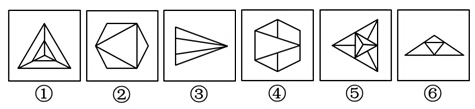 ① ② ③ ④ ⑤ ⑥